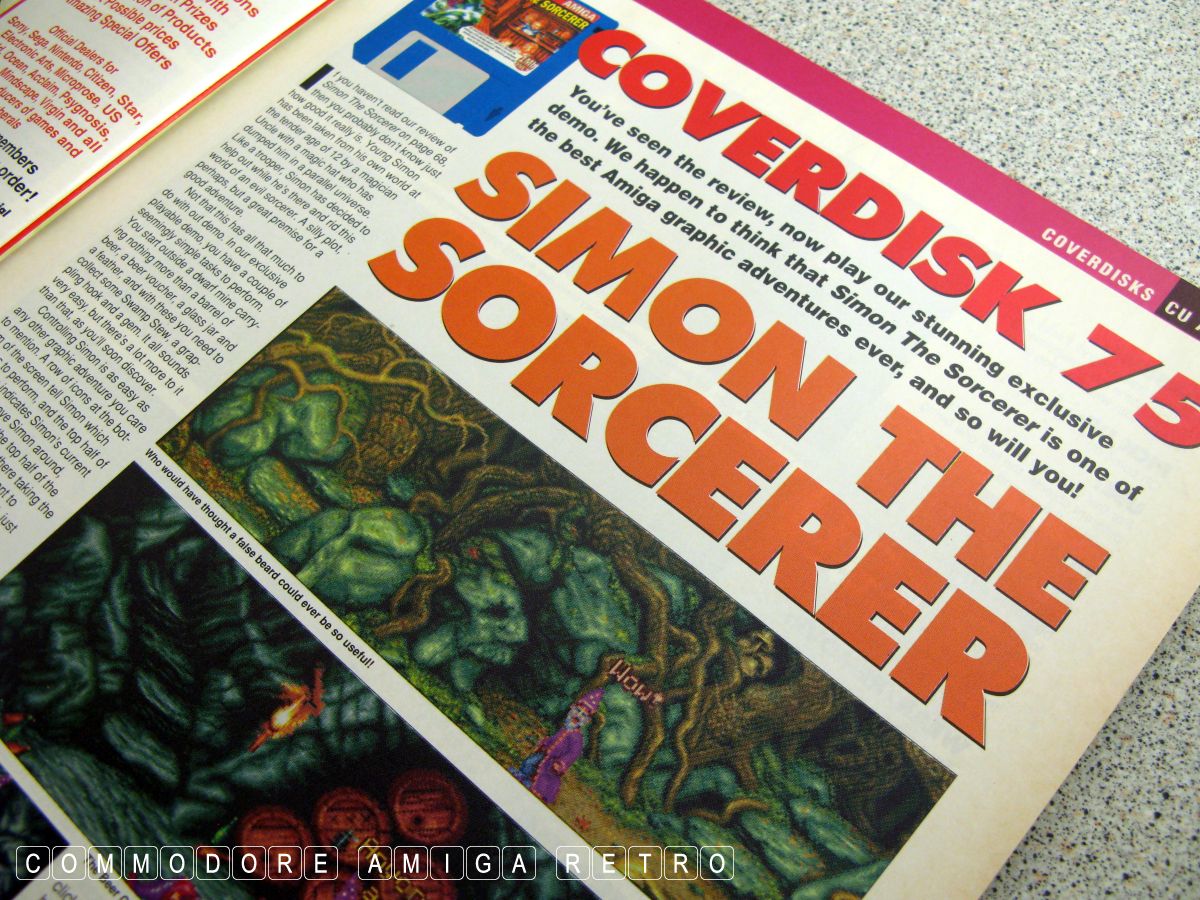 with
Prizes
Possible prices
on of Products
Amazing Special Offers
Official Dealers for
Sony, Sega, Nintendo, Citizen, Star,
Electronic Arts, Microprose, US
Ocean, Acclaim, Psygnosis,
Mindscape, Virgin and all
ducers of games and
members
order!
AMIGA
SORCERER
COVERDISKS CU
COVERDISK 75
You've seen the review, now play our stunning exclusive
demo. We happen to think that Simon The Sorcerer is one of
the best Amiga graphic adventures ever, and so will you!
SIMON THE
SORCERER
If you haven't read our review of
Simon The Sorcerer on page 68,
then you probably don't know just
how good it really is. Young Simon
has been taken from his own world at
the tender age of 12 by a magician
Uncle with a magic hat who has
dumped him in a parallel universe.
Like a trooper, Simon has decided to
help out while he's there and rid this
world of an evil sorcerer. A silly plot,
perhaps, but a great premise for a
good adventure.
Not that this has all that much to
do with out demo. In our exclusive
playable demo, you have a couple of
seemingly simple tasks to perform.
You start outside a dwarf mine carry-
ing nothing more than a barrel of
beer, a beer voucher, a glass jar and
a feather, and with these you need to
collect some Swamp Stew, a grap-
pling hook and a gem. It all sounds
very easy, but there's a lot more to it
than that, as you'll soon discover.
Controlling Simon is as easy as
any other graphic adventure you care
to mention. A row of icons at the bot-
of the screen tell Simon which
to perform, and the top half of
indicates Simon's current
Simon around,
the top half of the
there taking the
to
just
Who would have thought a false beard could ever be so useful!
Wow!
COMMODORE AMIGA RETRO